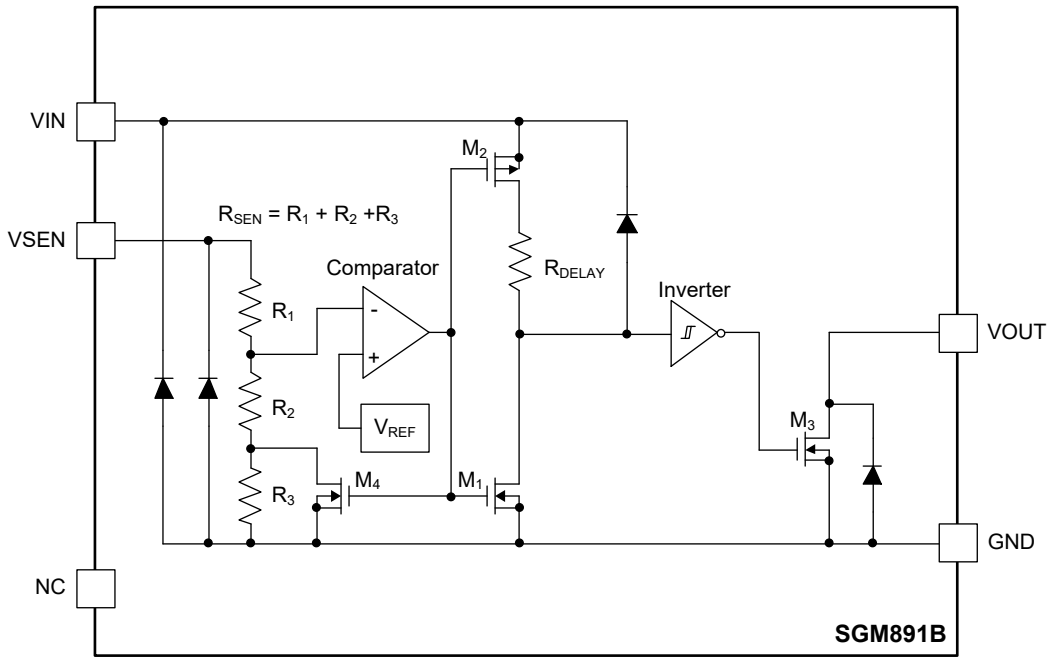 VIN
M2
RSEN = R1 + R2 +R3
VSEN
Comparator
RDELAY
Inverter
R1
-
+
VOUT
R2
VREF
M3
M4
M1
R3
GND
NC
SGM891B